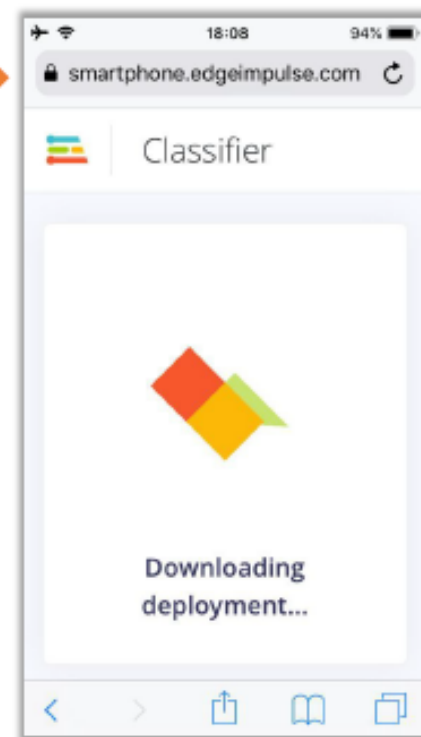 18:08 94%
smartphone.edgeimpulse.com
Classifier
Downloading
deployment...